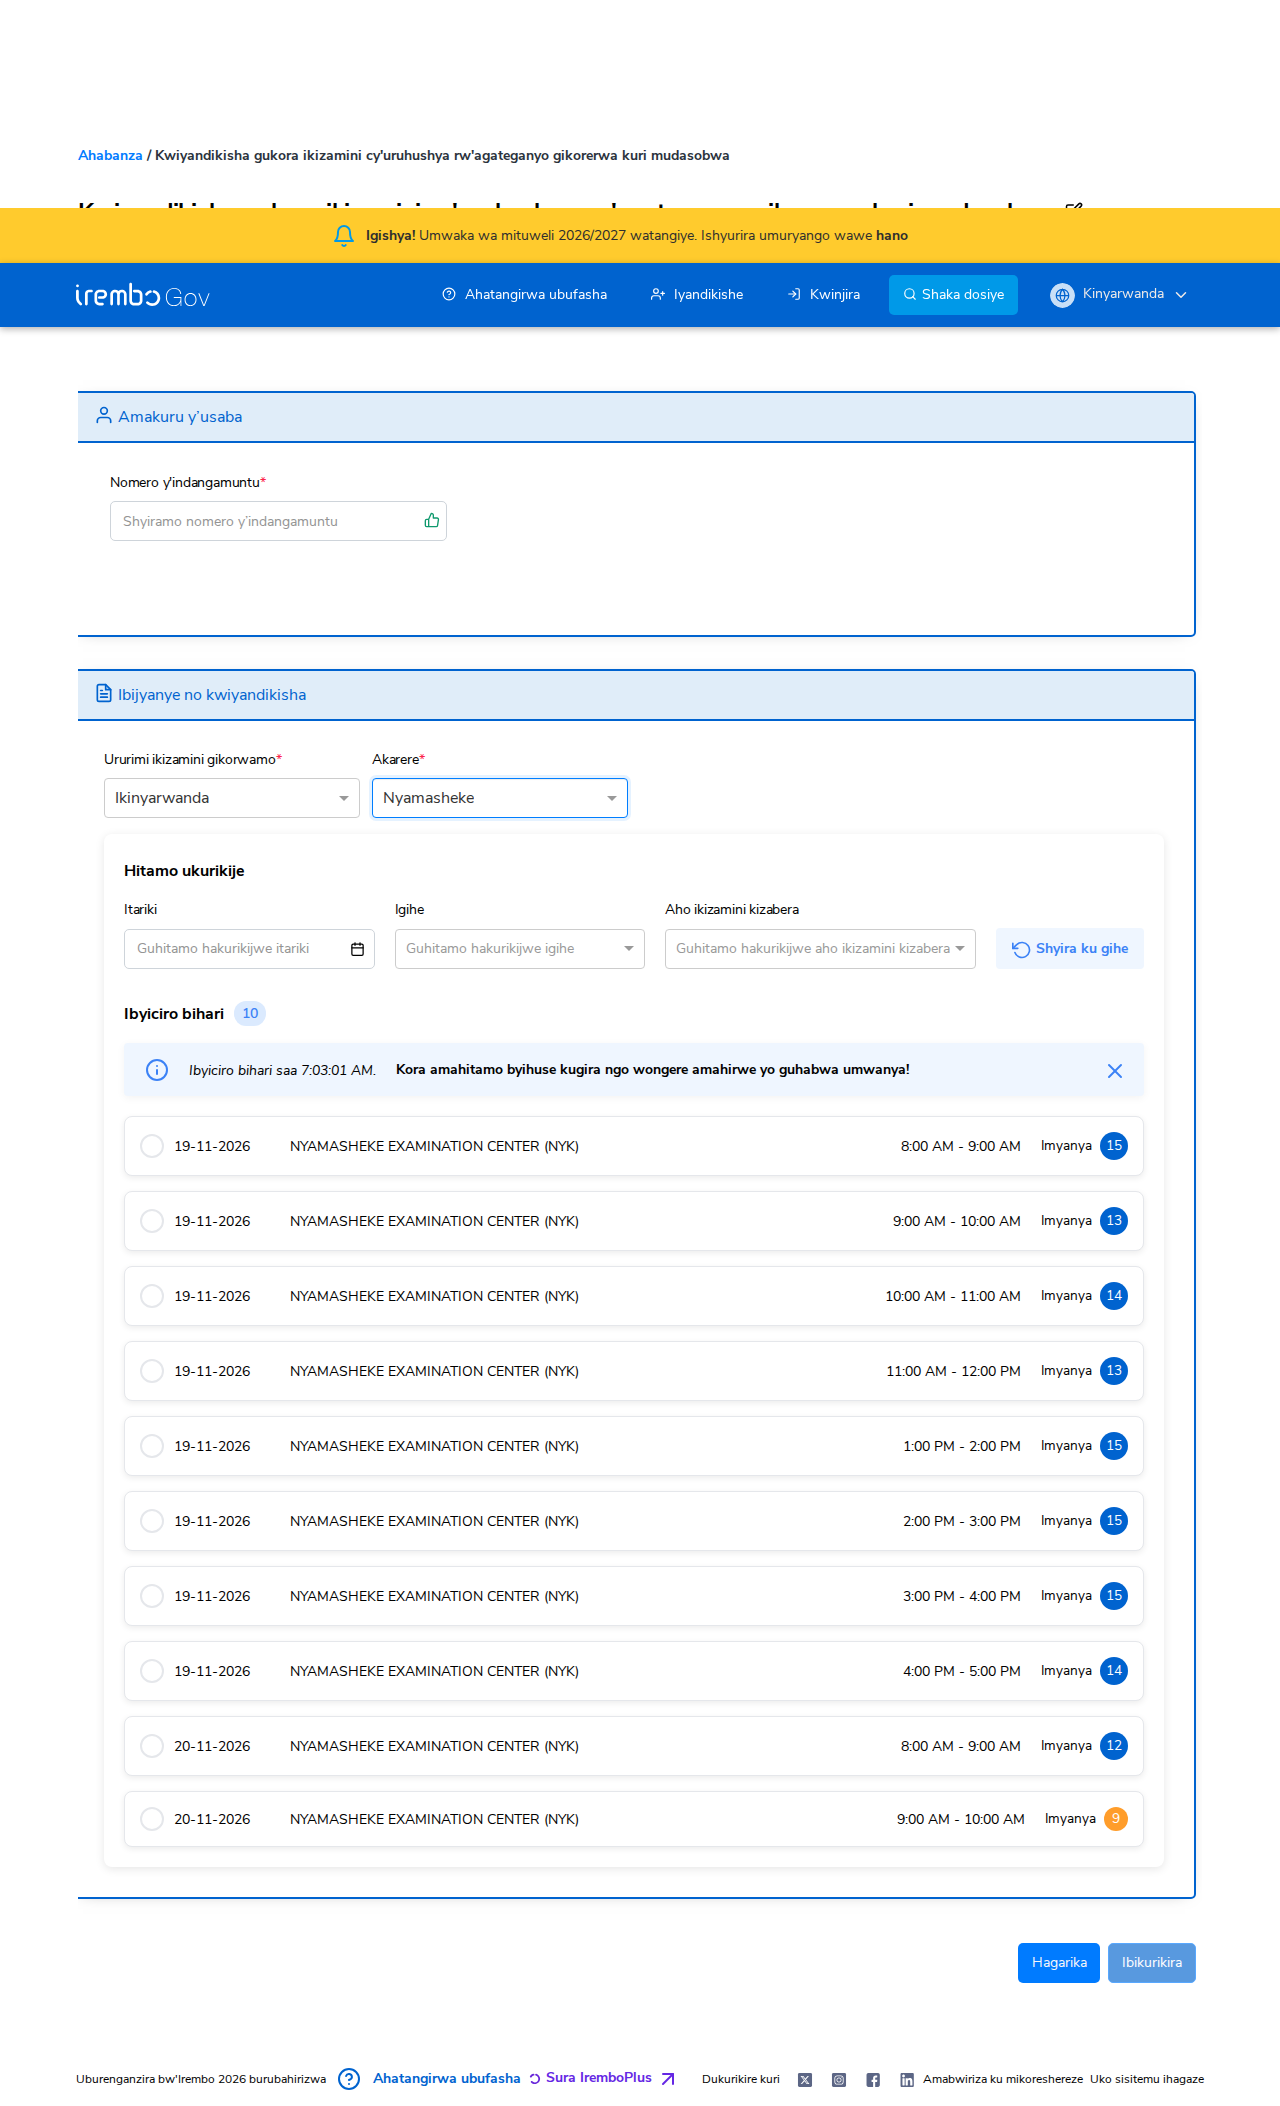 Ahabanza / Kwiyandikisha gukora ikizamini cy'uruhushya rw'agateganyo gikorerwa kuri mudasobwa
Igishya! Umwaka wa mituweli 2026/2027 watangiye. Ishyurira umuryango wawe hano
irembo Gov
Ahatangirwa ubufasha
Iyandikishe
Kwinjira
Shaka dosiye
Kinyarwanda
Amakuru y’usaba
Nomero y'indangamuntu*
Shyiramo nomero y’indangamuntu
Ibijyanye no kwiyandikisha
Ururimi ikizamini gikorwamo* Akarere*
Ikinyarwanda Nyamasheke
Hitamo ukurikije
Itariki Igihe Aho ikizamini kizabera
Guhitamo hakurikijwe itariki Guhitamo hakurikijwe igihe Guhitamo hakurikijwe aho ikizamini kizabera Shyira ku gihe
Ibyiciro bihari 10
Ibyiciro bihari saa 7:03:01 AM. Kora amahitamo byihuse kugira ngo wongere amahirwe yo guhabwa umwanya!
19-11-2026 NYAMASHEKE EXAMINATION CENTER (NYK) 8:00 AM - 9:00 AM Imyanya 15
19-11-2026 NYAMASHEKE EXAMINATION CENTER (NYK) 9:00 AM - 10:00 AM Imyanya 13
19-11-2026 NYAMASHEKE EXAMINATION CENTER (NYK) 10:00 AM - 11:00 AM Imyanya 14
19-11-2026 NYAMASHEKE EXAMINATION CENTER (NYK) 11:00 AM - 12:00 PM Imyanya 13
19-11-2026 NYAMASHEKE EXAMINATION CENTER (NYK) 1:00 PM - 2:00 PM Imyanya 15
19-11-2026 NYAMASHEKE EXAMINATION CENTER (NYK) 2:00 PM - 3:00 PM Imyanya 15
19-11-2026 NYAMASHEKE EXAMINATION CENTER (NYK) 3:00 PM - 4:00 PM Imyanya 15
19-11-2026 NYAMASHEKE EXAMINATION CENTER (NYK) 4:00 PM - 5:00 PM Imyanya 14
20-11-2026 NYAMASHEKE EXAMINATION CENTER (NYK) 8:00 AM - 9:00 AM Imyanya 12
20-11-2026 NYAMASHEKE EXAMINATION CENTER (NYK) 9:00 AM - 10:00 AM Imyanya 9
Hagarika Ibikurikira
Uburenganzira bw'Irembo 2026 burubahirizwa Ahatangirwa ubufasha Sura IremboPlus Dukurikire kuri Amabwiriza ku mikoreshereze Uko sisitemu ihagaze